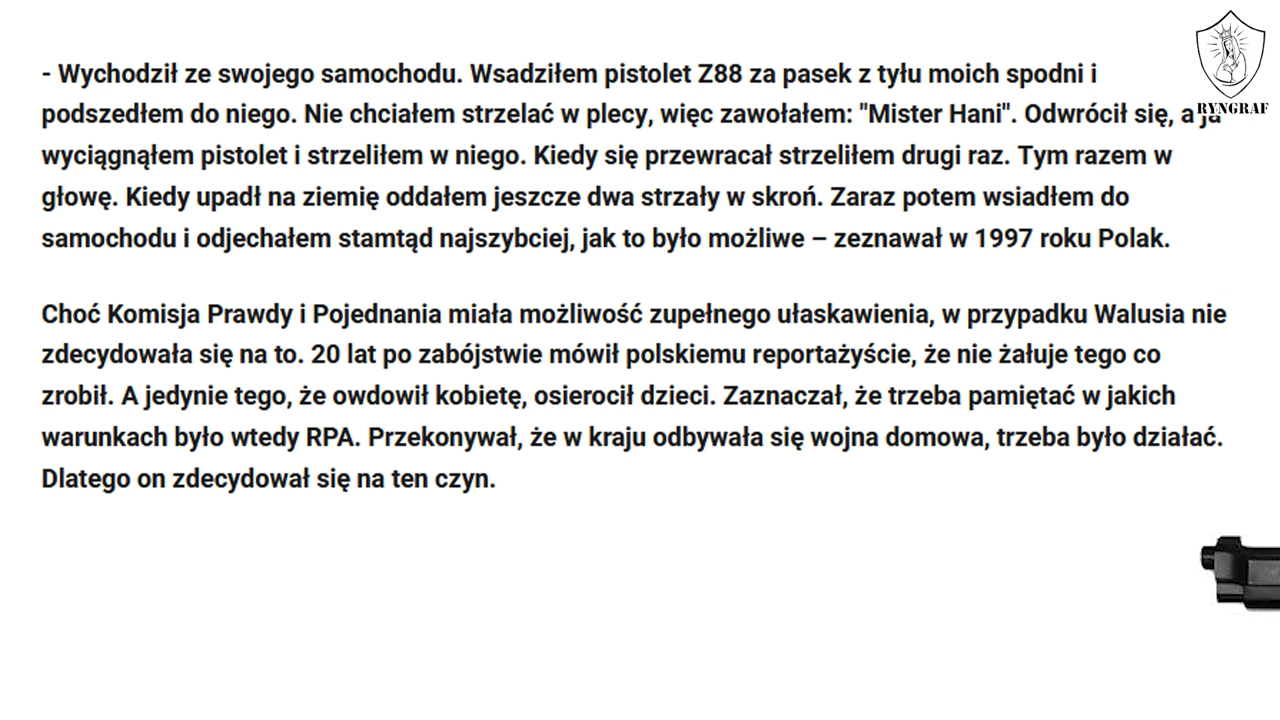 - Wychodził ze swojego samochodu. Wsadziłem pistolet Z88 za pasek z tyłu moich spodni i
podszedłem do niego. Nie chciałem strzelać w plecy, więc zawołałem: "Mister Hani". Odwrócił się, a ja
wyciągnąłem pistolet i strzeliłem w niego. Kiedy się przewracał strzeliłem drugi raz. Tym razem w
głowę. Kiedy upadł na ziemię oddałem jeszcze dwa strzały w skroń. Zaraz potem wsiadłem do
samochodu i odjechałem stamtąd najszybciej, jak to było możliwe – zeznawał w 1997 roku Polak.
Choć Komisja Prawdy i Pojednania miała możliwość zupełnego ułaskawienia, w przypadku Walusia nie
zdecydowała się na to. 20 lat po zabójstwie mówił polskiemu reportażyście, że nie żałuje tego co
zrobił. A jedynie tego, że owdowił kobietę, osierocił dzieci. Zaznaczał, że trzeba pamiętać w jakich
warunkach było wtedy RPA. Przekonywał, że w kraju odbywała się wojna domowa, trzeba było działać.
Dlatego on zdecydował się na ten czyn.
RYNGRAF